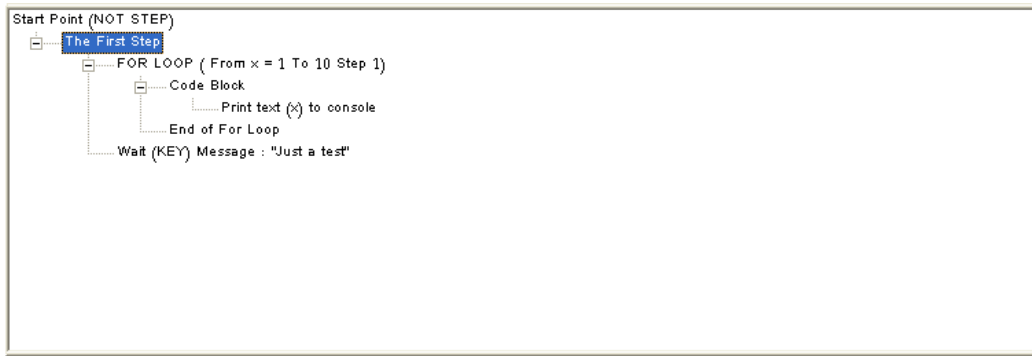 Start Point (NOT STEP)
The First Step
FOR LOOP ( From x = 1 To 10 Step 1)
Code Block
Print text (x) to console
End of For Loop
Wait (KEY) Message : "Just a test"